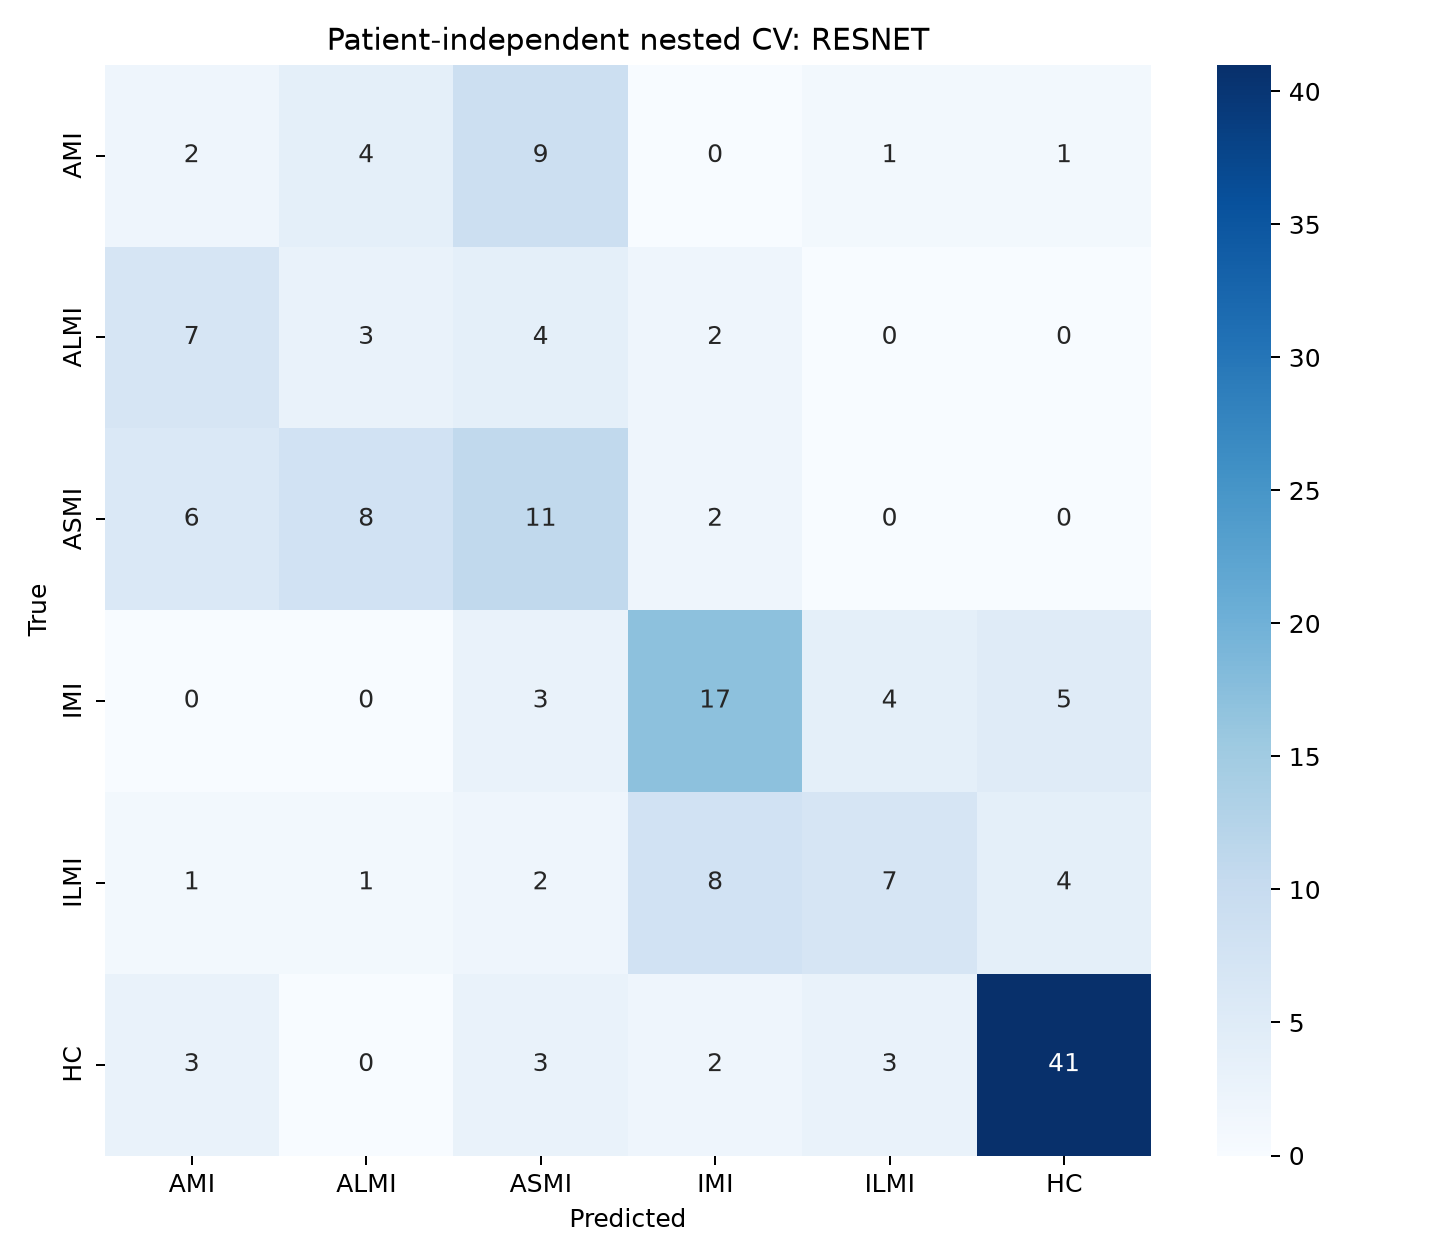 Patient-independent nested CV: RESNET
AMI 2 4 9 0 1 1
ALMI 7 3 4 2 0 0
ASMI 6 8 11 2 0 0
IMI 0 0 3 17 4 5
ILMI 1 1 2 8 7 4
HC 3 0 3 2 3 41
AMI ALMI ASMI IMI ILMI HC
Predicted
True
40
35
30
25
20
15
10
5
0